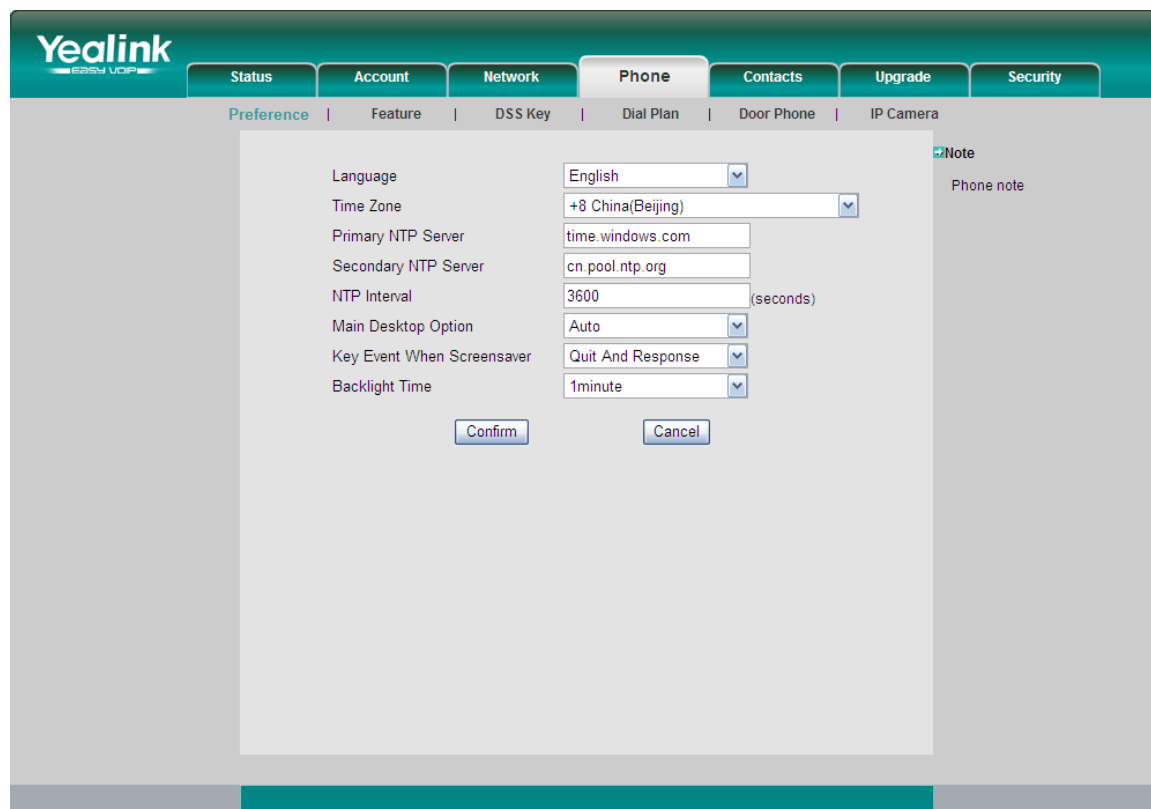 Yealink
EASY VOIP
Status Account Network Phone Contacts Upgrade Security
Preference | Feature | DSS Key | Dial Plan | Door Phone | IP Camera
Note
Phone note
Language English
Time Zone +8 China(Beijing)
Primary NTP Server time.windows.com
Secondary NTP Server cn.pool.ntp.org
NTP Interval 3600 (seconds)
Main Desktop Option Auto
Key Event When Screensaver Quit And Response
Backlight Time 1minute
Confirm Cancel